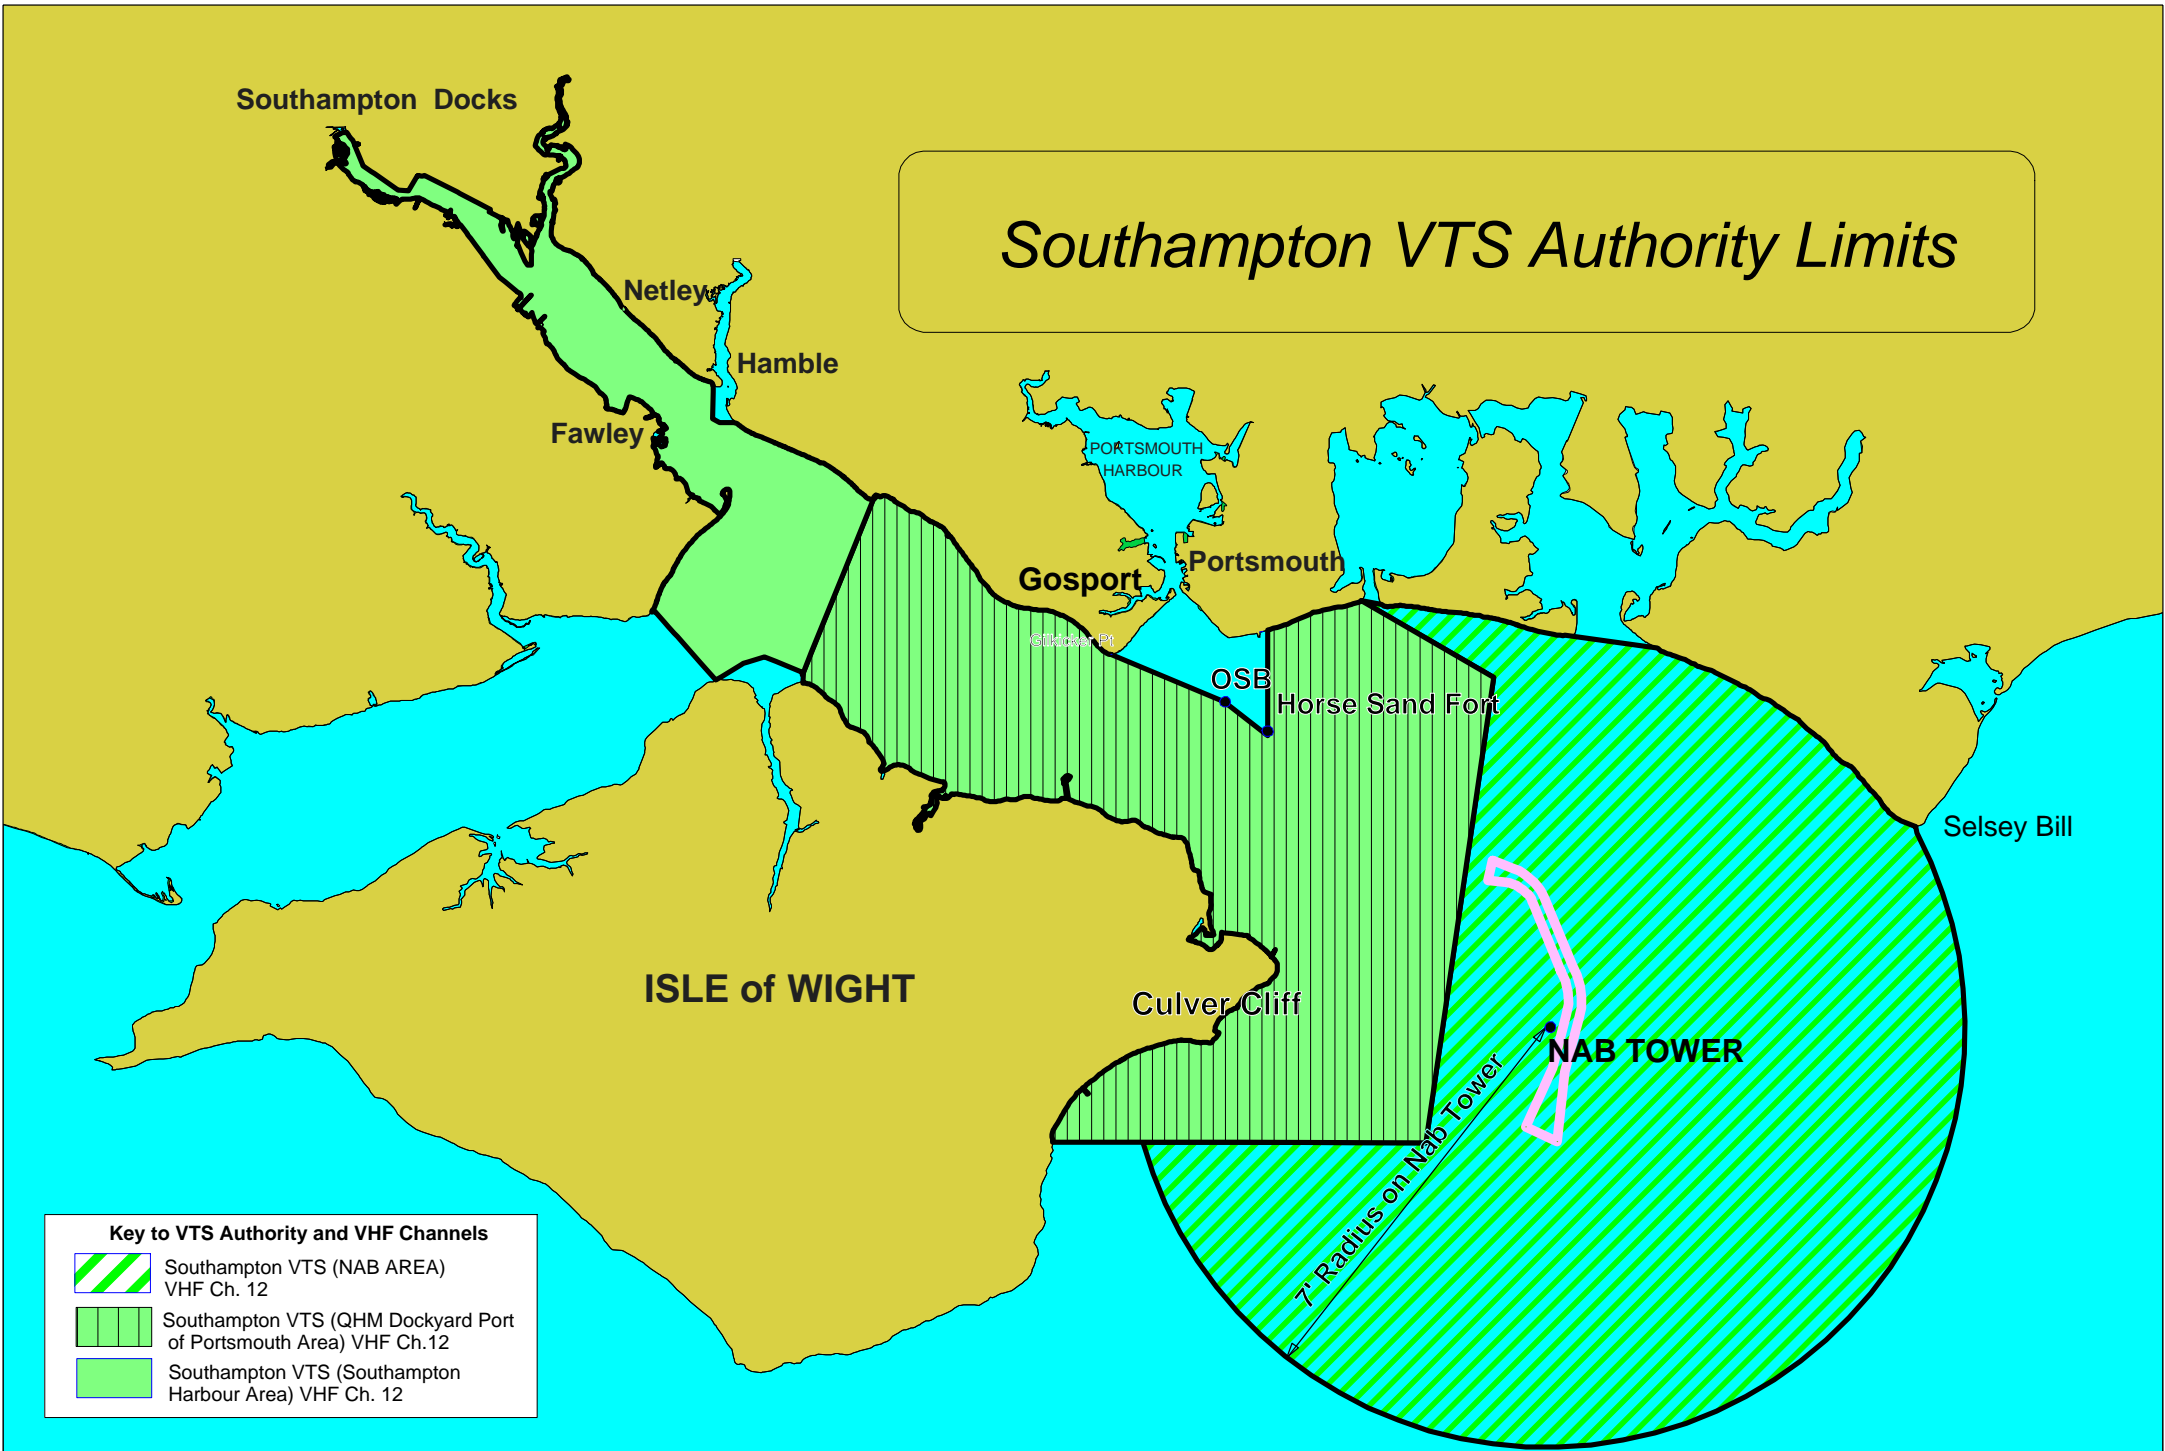 Southampton Docks
Southampton VTS Authority Limits
Netley
Hamble
Fawley
PORTSMOUTH
HARBOUR
Portsmouth
Gosport
Gilkicker Pt
OSB
Horse Sand Fort
Selsey Bill
ISLE of WIGHT
Culver Cliff
NAB TOWER
7' Radius on Nab Tower
Key to VTS Authority and VHF Channels
Southampton VTS (NAB AREA)
VHF Ch. 12
Southampton VTS (QHM Dockyard Port
of Portsmouth Area) VHF Ch.12
Southampton VTS (Southampton
Harbour Area) VHF Ch. 12